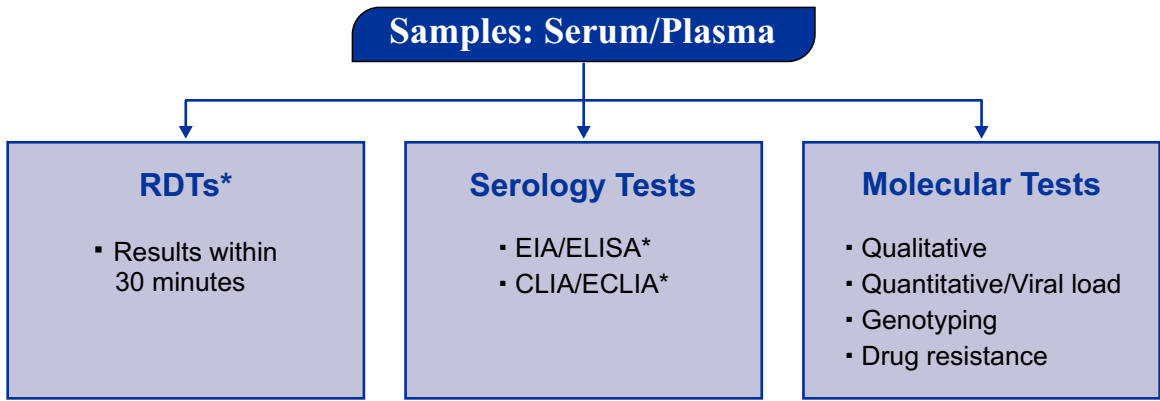 Samples: Serum/Plasma
RDTs*
▪ Results within
30 minutes
Serology Tests
▪ EIA/ELISA*
▪ CLIA/ECLIA*
Molecular Tests
▪ Qualitative
▪ Quantitative/Viral load
▪ Genotyping
▪ Drug resistance